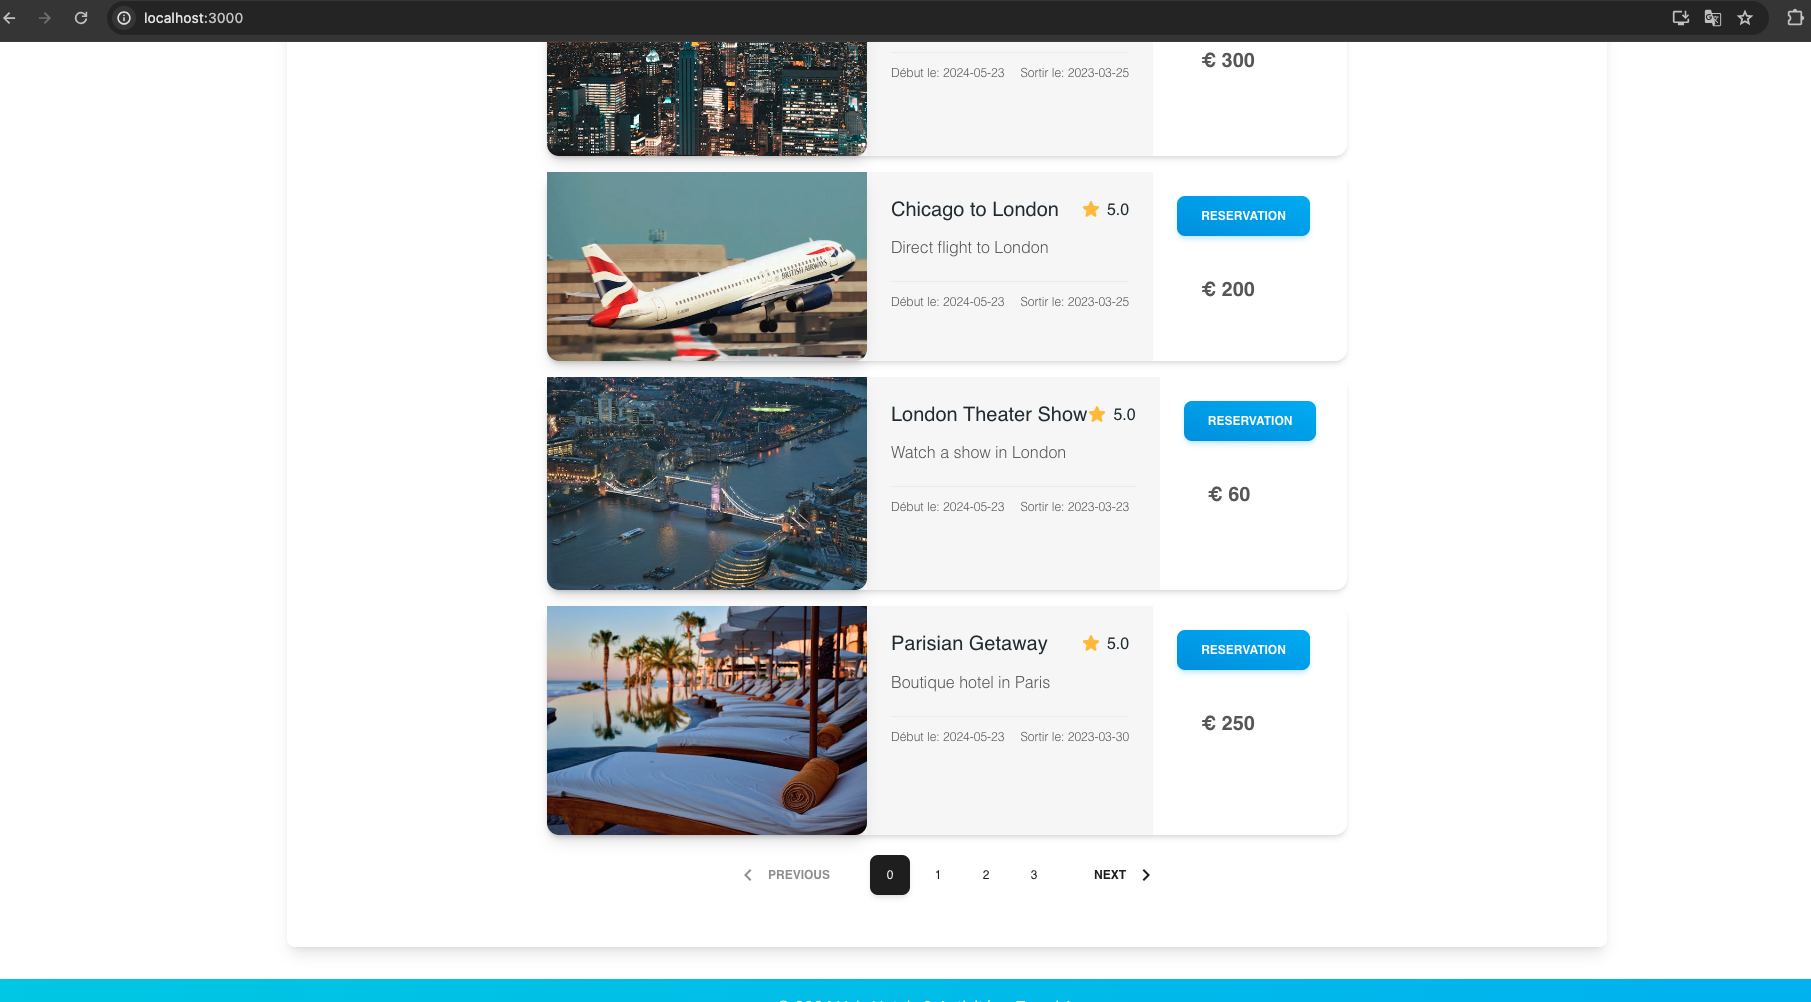 localhost:3000
€ 300
Début le: 2024-05-23 Sortir le: 2023-03-25
Chicago to London 5.0
RESERVATION
Direct flight to London
BRITISH AIRWAYS
€ 200
Début le: 2024-05-23 Sortir le: 2023-03-25
London Theater Show 5.0
RESERVATION
Watch a show in London
€ 60
Début le: 2024-05-23 Sortir le: 2023-03-23
Parisian Getaway 5.0
RESERVATION
Boutique hotel in Paris
€ 250
Début le: 2024-05-23 Sortir le: 2023-03-30
PREVIOUS 0 1 2 3 NEXT